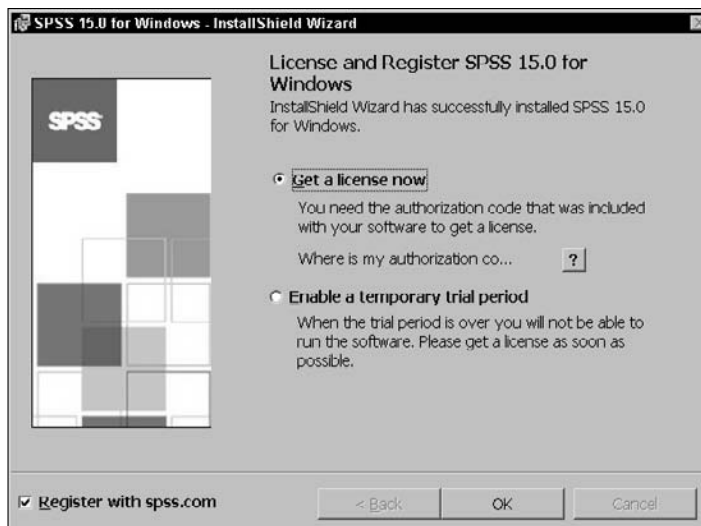 SPSS 15.0 for Windows - InstallShield Wizard
SPSS
License and Register SPSS 15.0 for
Windows
InstallShield Wizard has successfully installed SPSS 15.0
for Windows.
Get a license now
You need the authorization code that was included
with your software to get a license.
Where is my authorization co... ?
Enable a temporary trial period
When the trial period is over you will not be able to
run the software. Please get a license as soon as
possible.
Register with spss.com
< Back OK Cancel